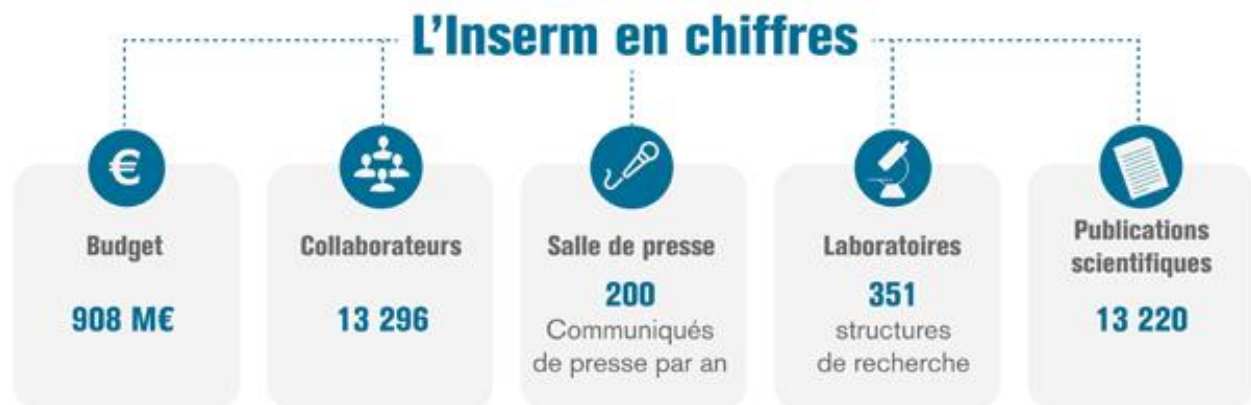 L'Inserm en chiffres
€
Budget
908 M€
Collaborateurs
13 296
Salle de presse
200
Communiqués
de presse par an
Laboratoires
351
structures
de recherche
Publications
scientifiques
13 220